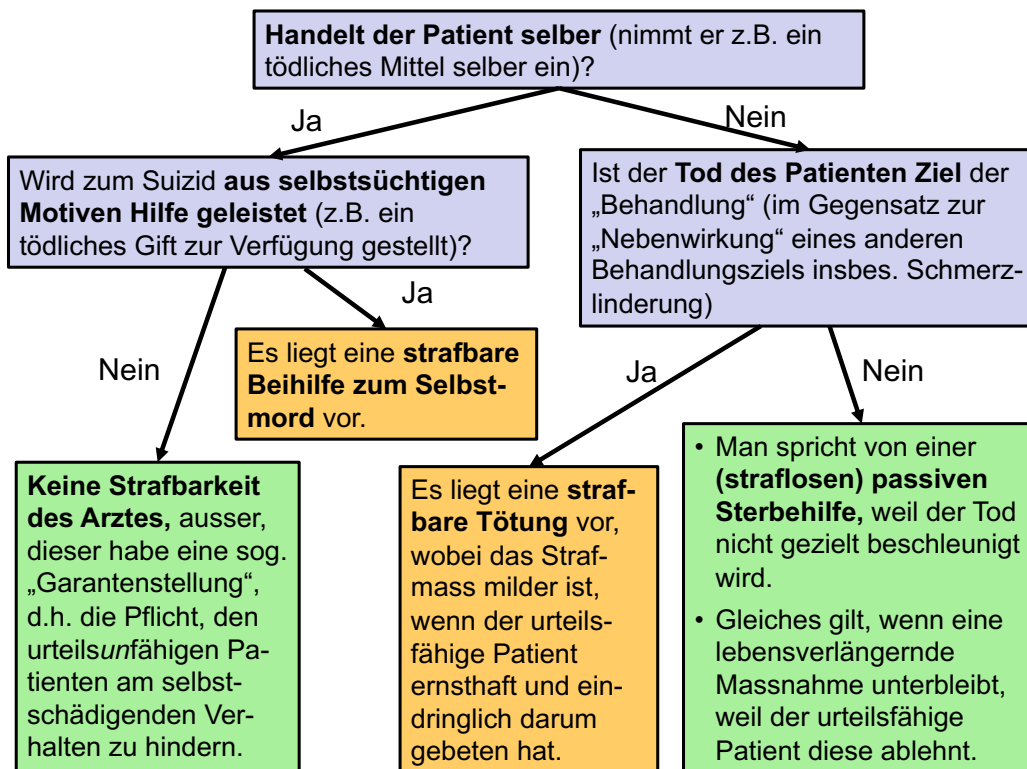 Handelt der Patient selber (nimmt er z.B. ein
tödliches Mittel selber ein)?
Ja
Nein
Wird zum Suizid aus selbstsüchtigen
Motiven Hilfe geleistet (z.B. ein
tödliches Gift zur Verfügung gestellt)?
Ist der Tod des Patienten Ziel der
„Behandlung“ (im Gegensatz zur
„Nebenwirkung“ eines anderen
Behandlungsziels insbes. Schmerz-
linderung)
Nein
Ja
Es liegt eine strafbare
Beihilfe zum Selbst-
mord vor.
Ja
Nein
Keine Strafbarkeit
des Arztes, ausser,
dieser habe eine sog.
„Garantenstellung“,
d.h. die Pflicht, den
urteilsunfähigen Pa-
tienten am selbst-
schädigenden Ver-
halten zu hindern.
Es liegt eine straf-
bare Tötung vor,
wobei das Straf-
mass milder ist,
wenn der urteils-
fähige Patient
ernsthaft und ein-
dringlich darum
gebeten hat.
• Man spricht von einer
(straflosen) passiven
Sterbehilfe, weil der Tod
nicht gezielt beschleunigt
wird.
• Gleiches gilt, wenn eine
lebensverlängernde
Massnahme unterbleibt,
weil der urteilsfähige
Patient diese ablehnt.